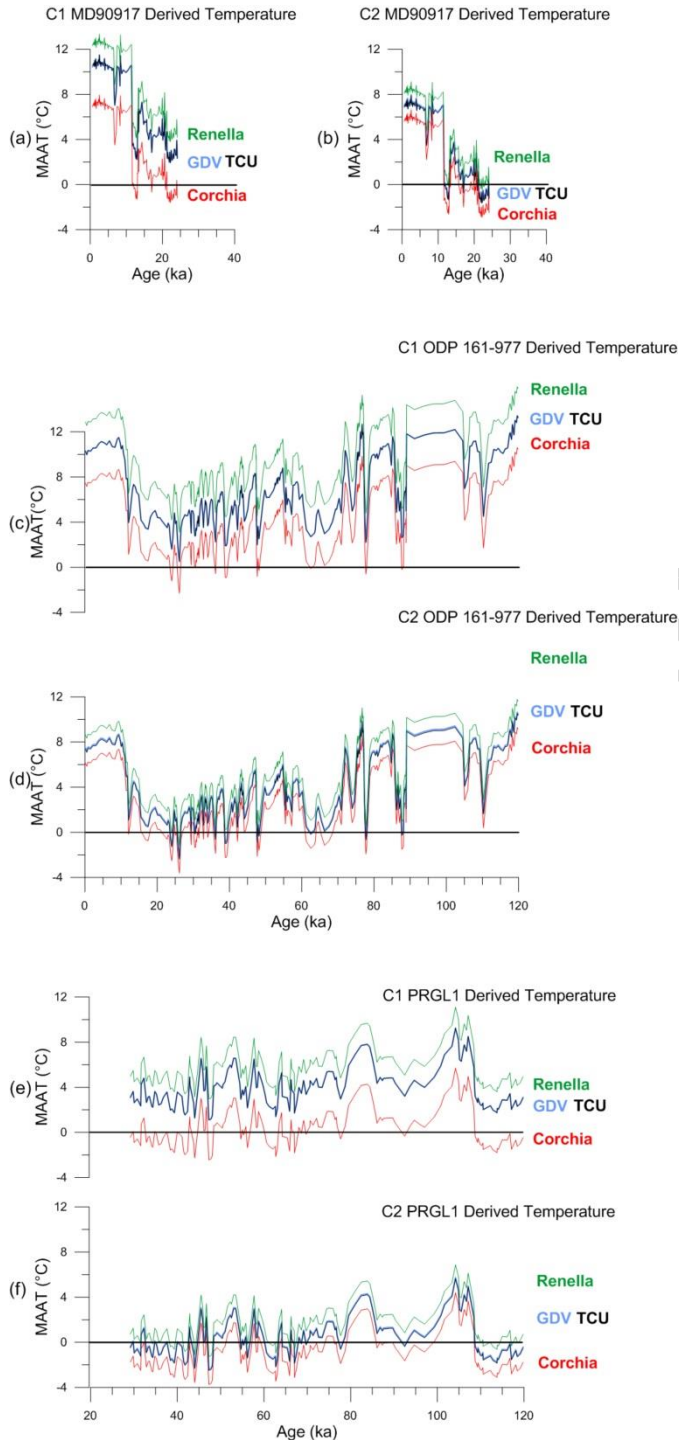 C1 MD90917 Derived Temperature
C2 MD90917 Derived Temperature
12
8
4
0
-4
MAAT (°C)
(a)
Renella
GDV TCU
Corchia
0 20 40
Age (ka)
12
8
4
0
-4
MAAT (°C)
(b)
Renella
GDV TCU
Corchia
0 10 20 30 40
Age (ka)
C1 ODP 161-977 Derived Temperature
Renella
GDV TCU
Corchia
12
8
4
0
-4
MAAT (°C)
(c)
C2 ODP 161-977 Derived Temperature
Renella
GDV TCU
Corchia
12
8
4
0
-4
MAAT (°C)
(d)
0 20 40 60 80 100 120
Age (ka)
C1 PRGL1 Derived Temperature
12
8
4
0
-4
MAAT (°C)
(e)
Renella
GDV TCU
Corchia
C2 PRGL1 Derived Temperature
12
8
4
0
-4
MAAT (°C)
(f)
Renella
GDV TCU
Corchia
20 40 60 80 100 120
Age (ka)